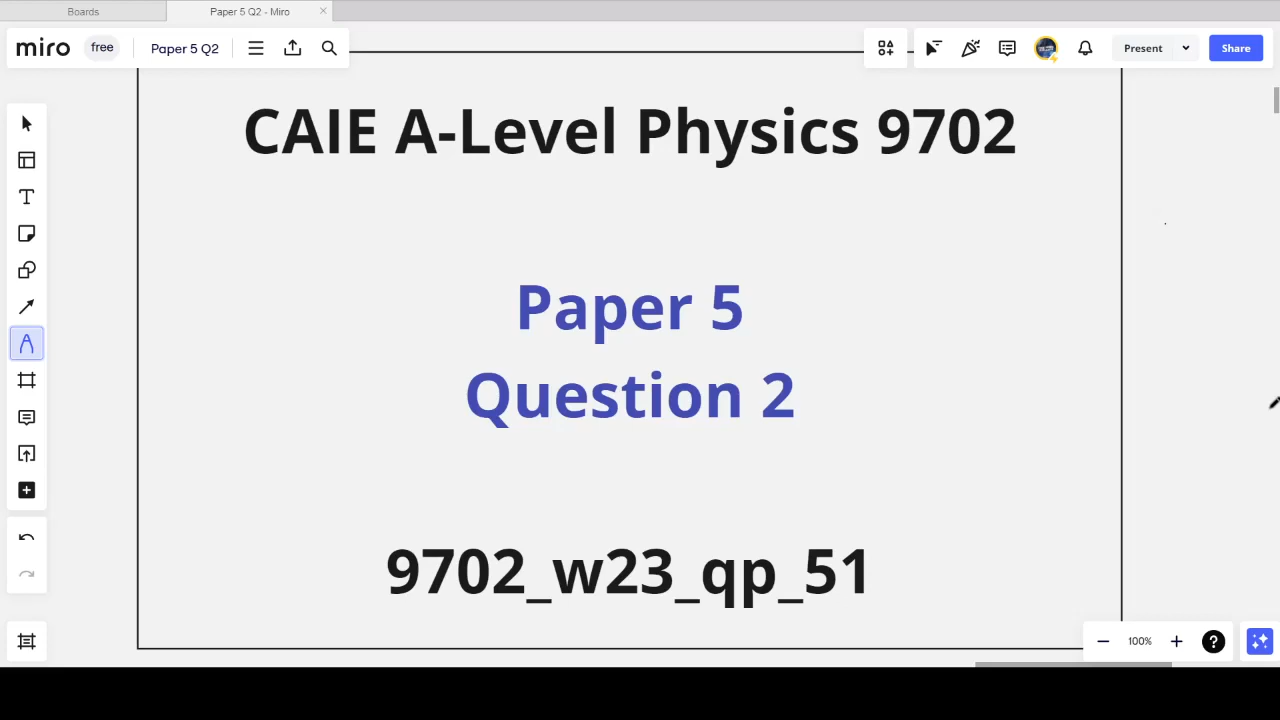 Boards
Paper 5 Q2 - Miro
miro free Paper 5 Q2
Present
Share
CAIE A-Level Physics 9702
Paper 5
Question 2
9702_w23_qp_51
100%